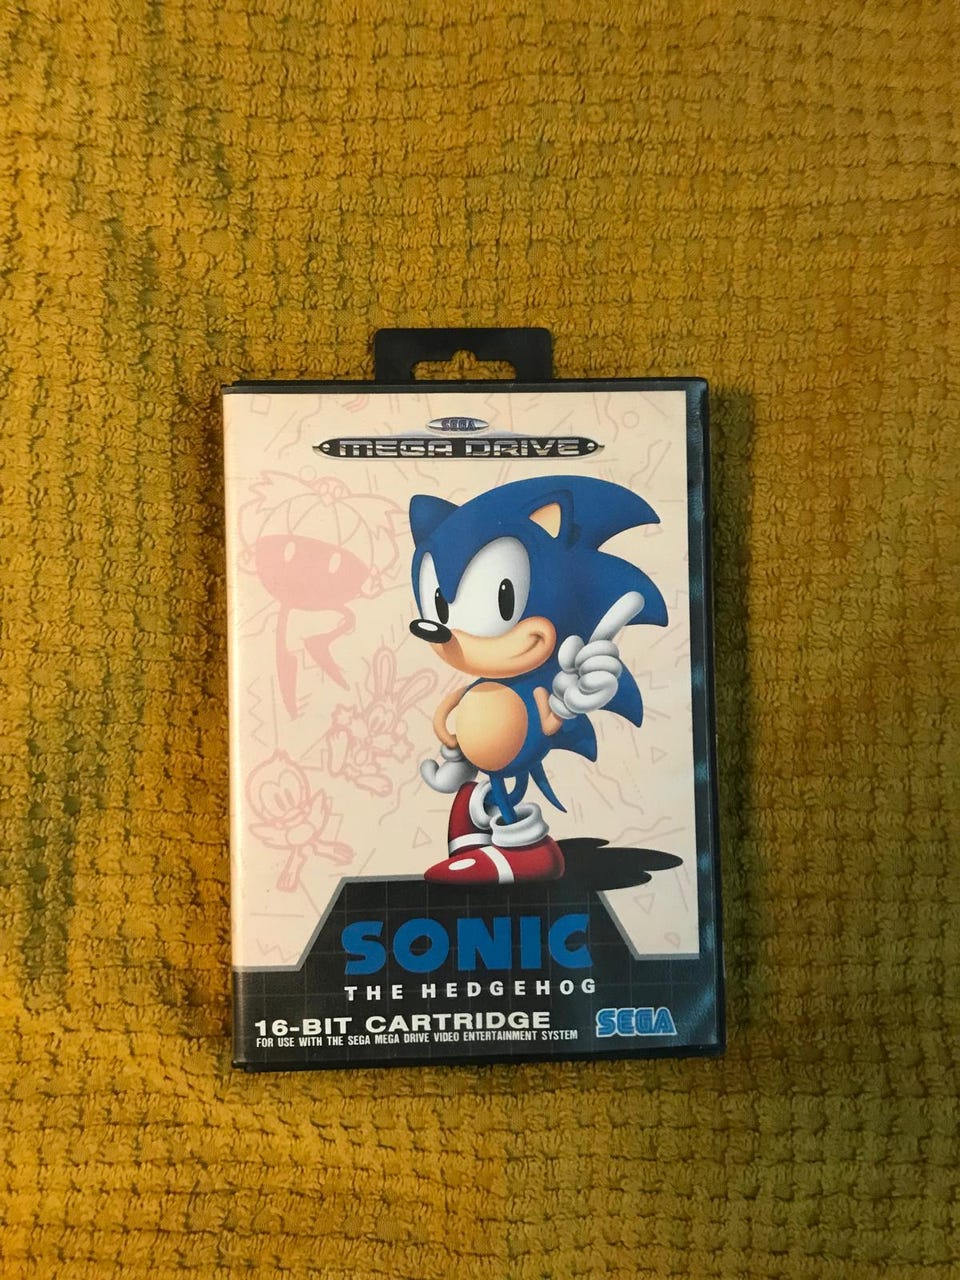 SEGA
MEGA DRIVE
SONIC
THE HEDGEHOG
16-BIT CARTRIDGE
FOR USE WITH THE SEGA MEGA DRIVE VIDEO ENTERTAINMENT SYSTEM
SEGA